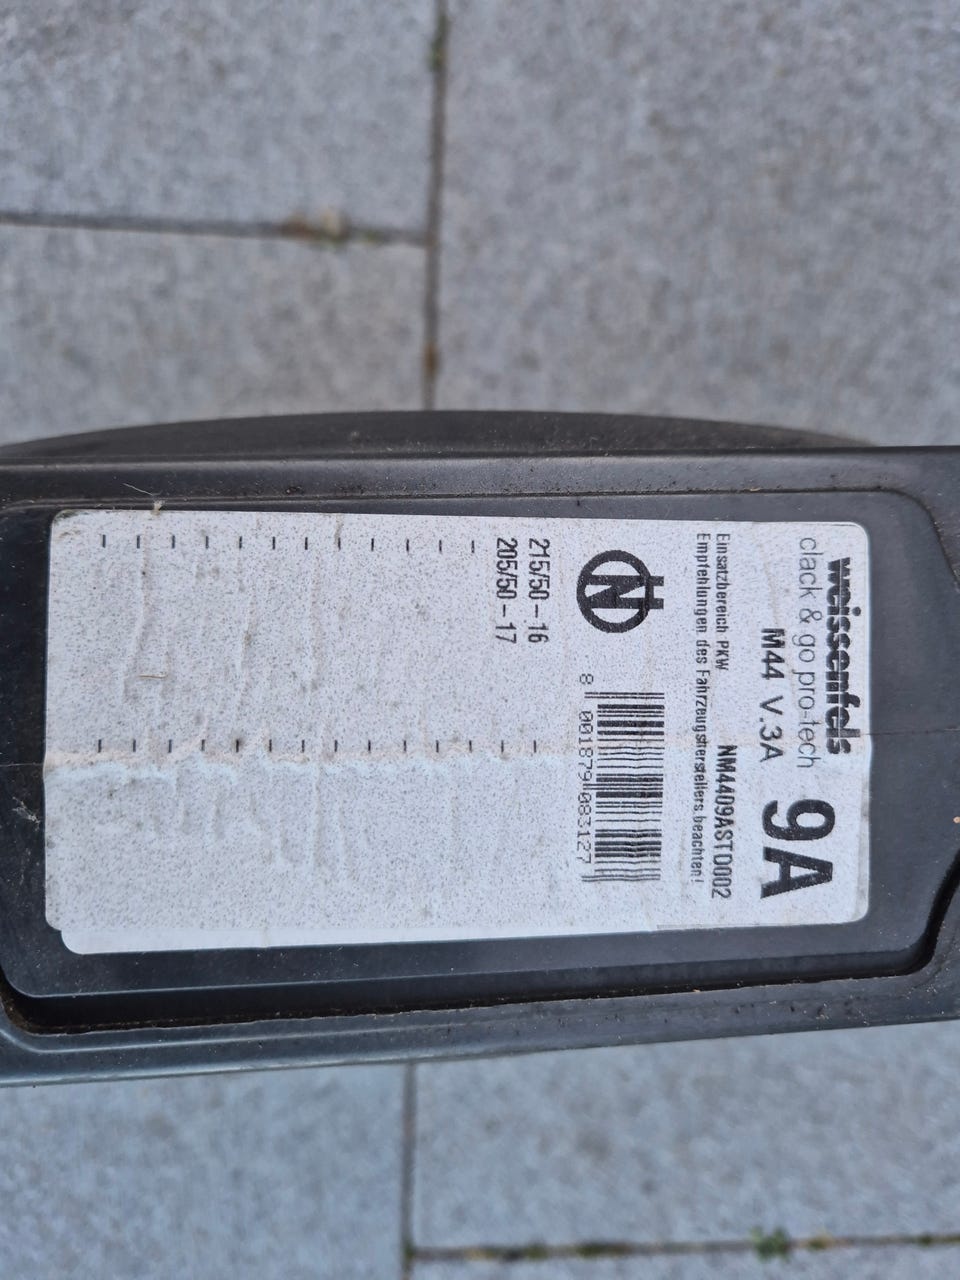 weissenfels
clack & go pro-tech
M44 V.3A
9A
NM4409ASTD002
Einsatzbereich PKW
Empfehlungen des Fahrzeugherstellers beachten!
N
8 001879 083127
215/50 - 16 -
205/50 - 17 -
- -
- -
- -
- -
- -
- -
- -
- -
- -
- -
- -
- -